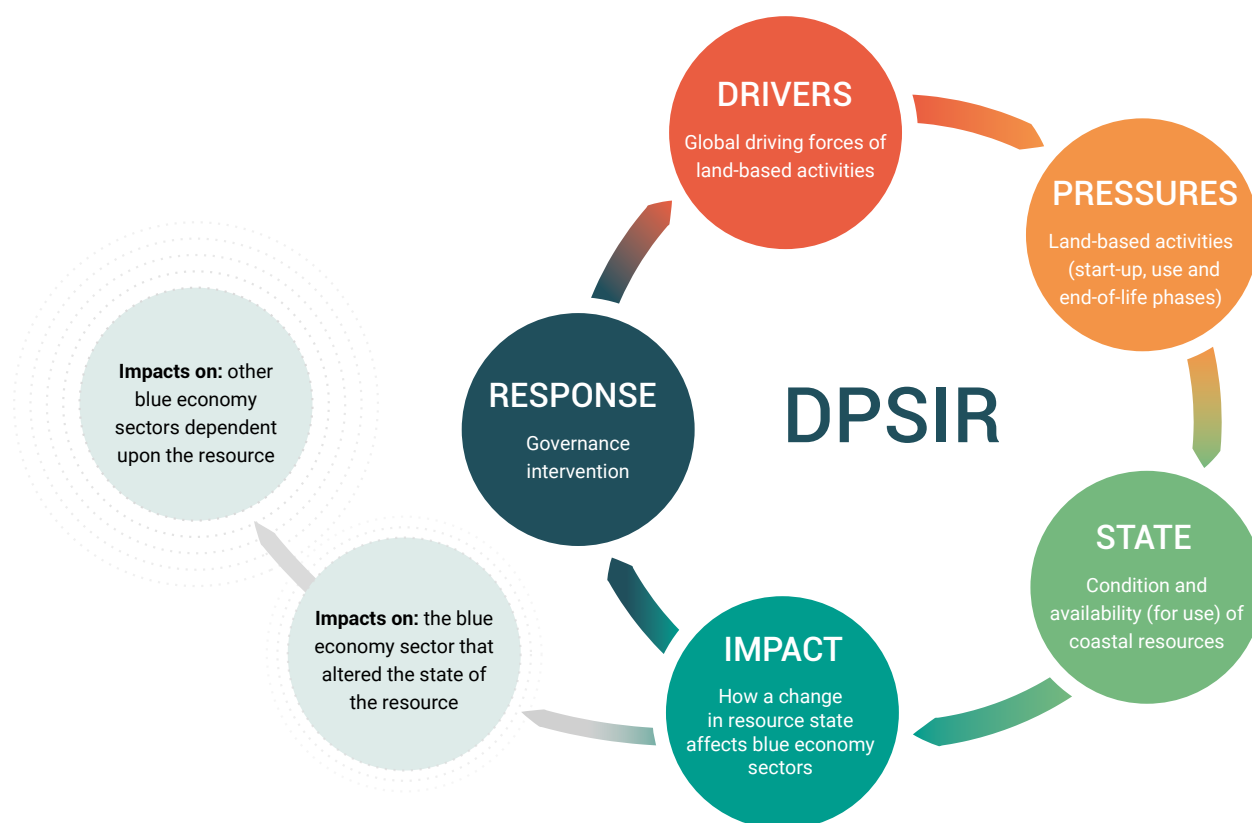 DRIVERS
Global driving forces of
land-based activities
PRESSURES
Land-based activities
(start-up, use and
end-of-life phases)
STATE
Condition and
availability (for use) of
coastal resources
IMPACT
How a change
in resource state
affects blue economy
sectors
RESPONSE
Governance
intervention
DPSIR
Impacts on: the blue
economy sector that
altered the state of
the resource
Impacts on: other
blue economy
sectors dependent
upon the resource